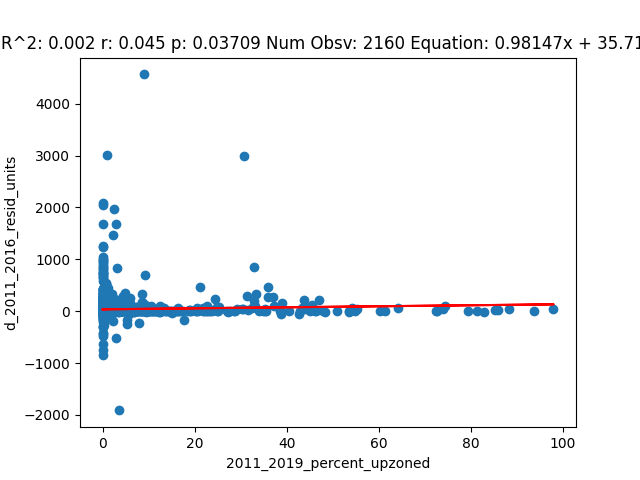 R^2: 0.002 r: 0.045 p: 0.03709 Num Obsv: 2160 Equation: 0.98147x + 35.71
4000
3000
2000
1000
0
−1000
−2000
d_2011_2016_resid_units
0 20 40 60 80 100
2011_2019_percent_upzoned